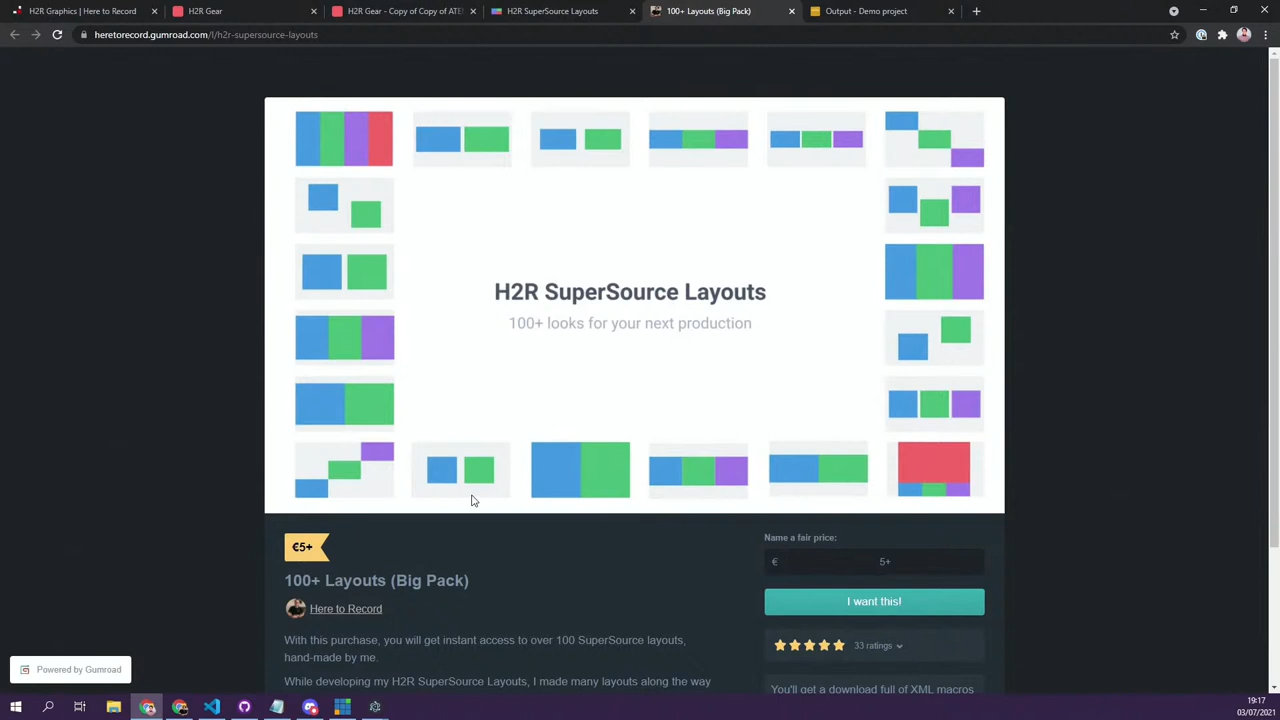 H2R Graphics | Here to Record
H2R Gear
H2R Gear - Copy of Copy of ATE
H2R SuperSource Layouts
100+ Layouts (Big Pack)
Output - Demo project
heretorecord.gumroad.com/l/h2r-supersource-layouts
H2R SuperSource Layouts
100+ looks for your next production
€5+
Name a fair price:
€ 5+
100+ Layouts (Big Pack)
I want this!
Here to Record
With this purchase, you will get instant access to over 100 SuperSource layouts,
33 ratings
hand-made by me.
Powered by Gumroad
While developing my H2R SuperSource Layouts, I made many layouts along the way
You'll get a download full of XML macros
19:17
03/07/2021